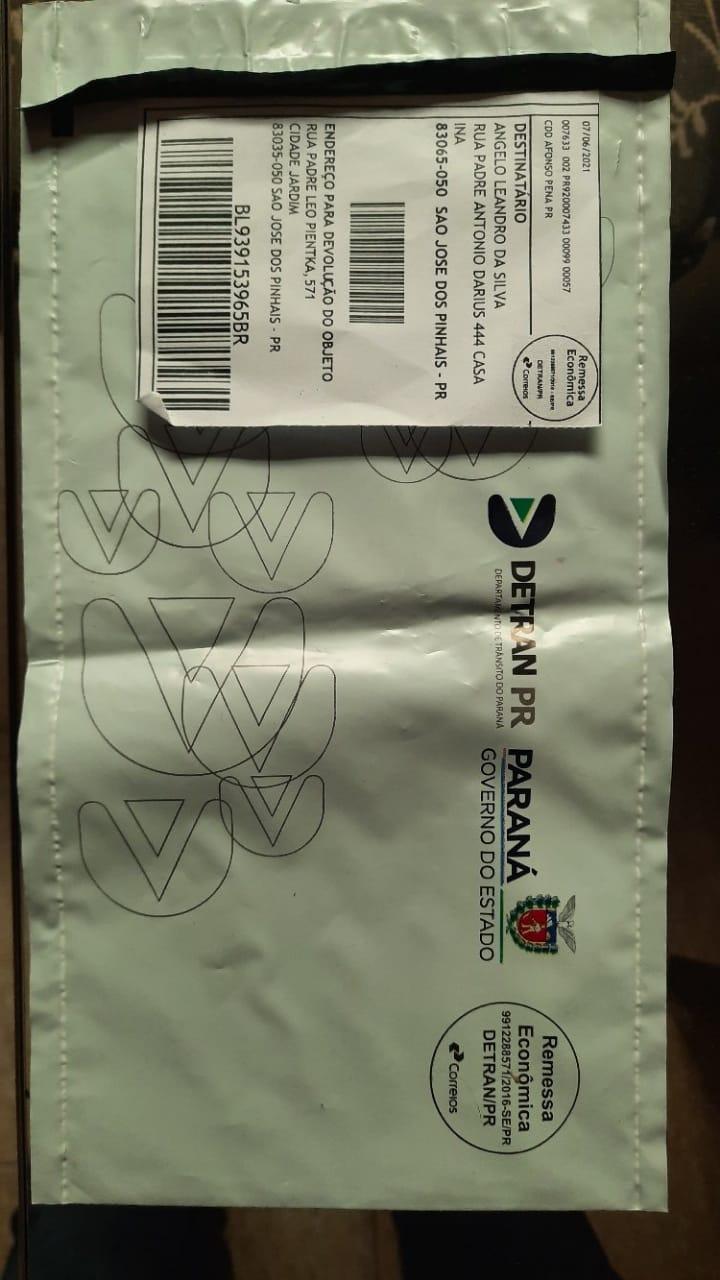 07/06/2021
007633 002 PR920007433 00099 00057
CDD AFONSO PENA PR
Remessa
Econômica
DETRAN/PR
Correios
DESTINATÁRIO
ANGELO LEANDRO DA SILVA
RUA PADRE ANTONIO DARIUS 444 CASA
INA
83065-050 SAO JOSE DOS PINHAIS - PR
ENDEREÇO PARA DEVOLUÇÃO DO OBJETO
RUA PADRE LEO PIENTKA, 571
CIDADE JARDIM
83035-050 SAO JOSE DOS PINHAIS - PR
BL939153965BR
DETRAN PR
DEPARTAMENTO DE TRÂNSITO DO PARANÁ
PARANÁ
GOVERNO DO ESTADO
Remessa
Econômica
9912288571/2016-SE/PR
DETRAN/PR
Correios